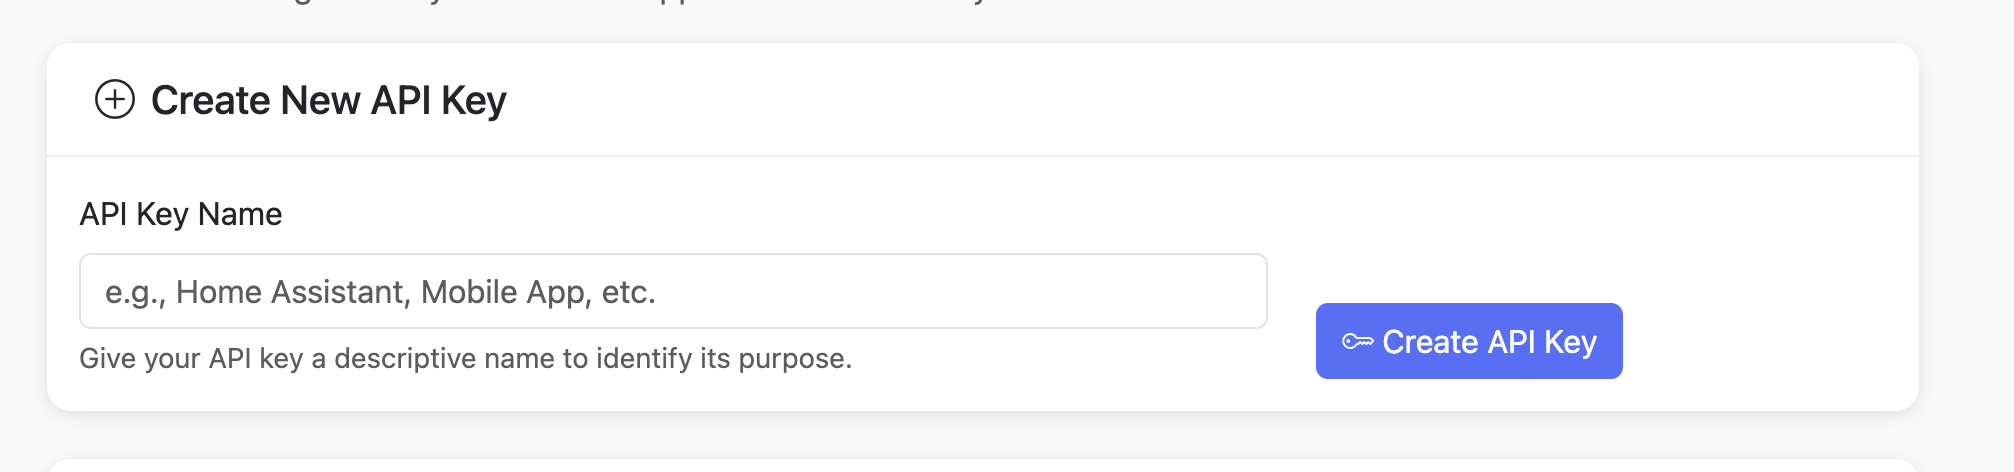 Create New API Key
API Key Name
e.g., Home Assistant, Mobile App, etc.
Create API Key
Give your API key a descriptive name to identify its purpose.